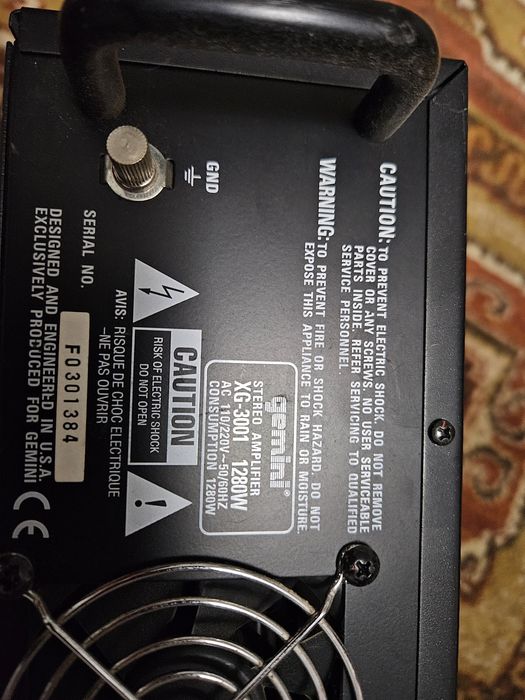 CAUTION: TO PREVENT ELECTRIC SHOCK, DO NOT REMOVE
COVER OR ANY SCREWS. NO USER SERVICEABLE
PARTS INSIDE. REFER SERVICING TO QUALIFIED
SERVICE PERSONNEL.
WARNING: TO PREVENT FIRE OR SHOCK HAZARD, DO NOT
EXPOSE THIS APPLIANCE TO RAIN OR MOISTURE.
GND
gemini®
STEREO AMPLIFIER
XG-3001 1280W
AC 110/220V~50/60HZ
CONSUMPTION 1280W
CAUTION
RISK OF ELECTRIC SHOCK
DO NOT OPEN
!
AVIS: RISQUE DE CHOC ELECTRIQUE
–NE PAS OUVRIR
SERIAL NO. F0301384
DESIGNED AND ENGINEERED IN U.S.A.
EXCLUSIVELY PRODUCED FOR GEMINI
CE